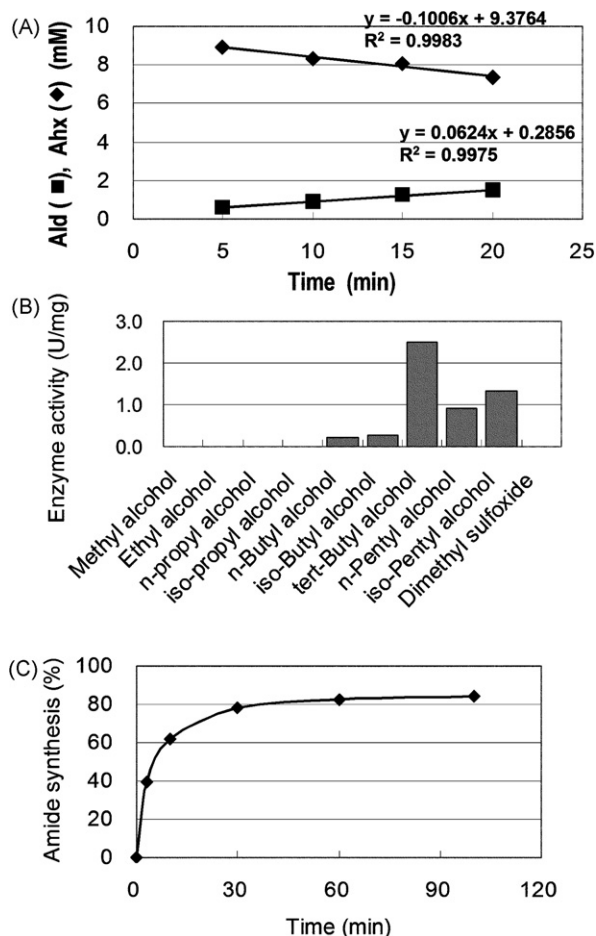 (A)
Ald ( ■ ), Ahx ( ◆ ) (mM)
10
8
6
4
2
0
y = -0.1006x + 9.3764
R² = 0.9983
y = 0.0624x + 0.2856
R² = 0.9975
0 5 10 15 20 25
Time (min)
(B)
Enzyme activity (U/mg)
3.0
2.0
1.0
0.0
Methyl alcohol
Ethyl alcohol
n-propyl alcohol
iso-propyl alcohol
n-Butyl alcohol
iso-Butyl alcohol
tert-Butyl alcohol
n-Pentyl alcohol
iso-Pentyl alcohol
Dimethyl sulfoxide
(C)
Amide synthesis (%)
100
80
60
40
20
0
0 30 60 90 120
Time (min)